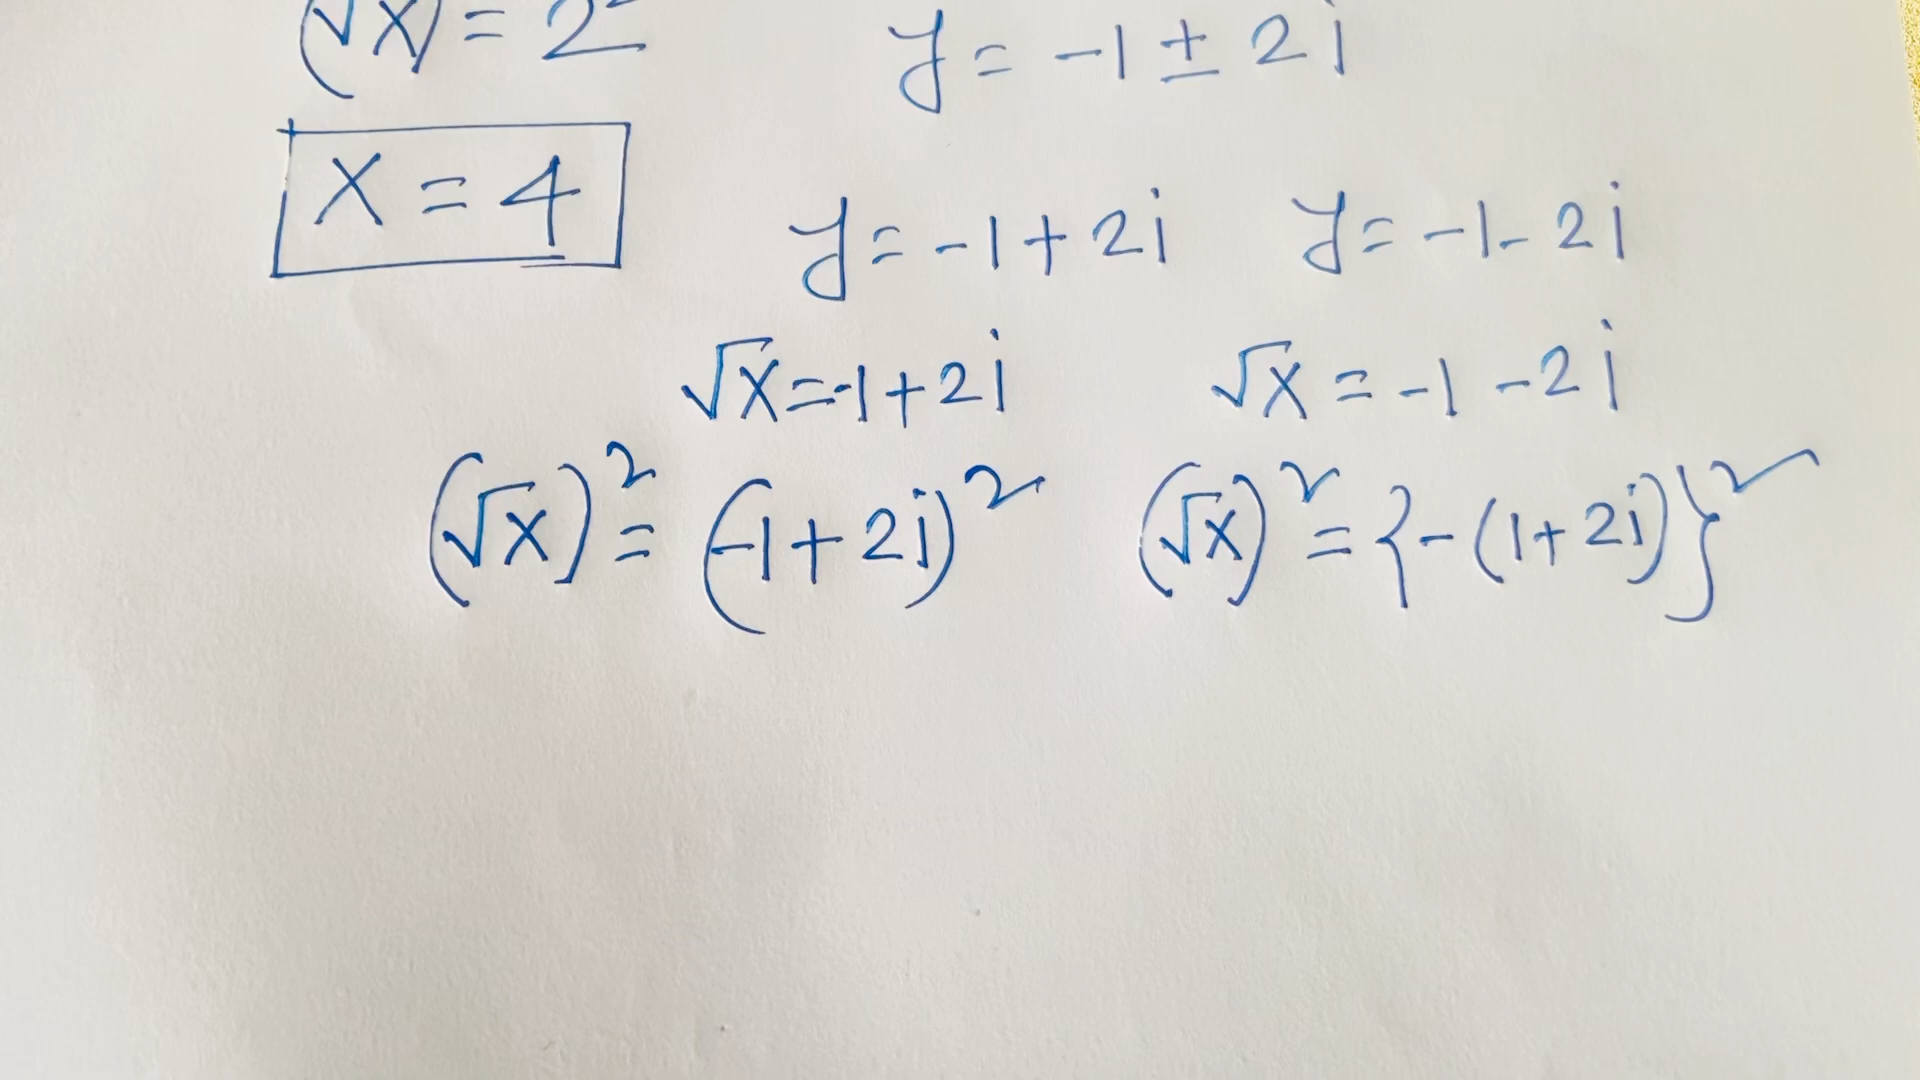 (√x) = 2² y = -1 ± 2i
x = 4
y = -1 + 2i y = -1 - 2i
√x = -1 + 2i √x = -1 - 2i
(√x)² = (-1 + 2i)² (√x)² = {-(1 + 2i)}²